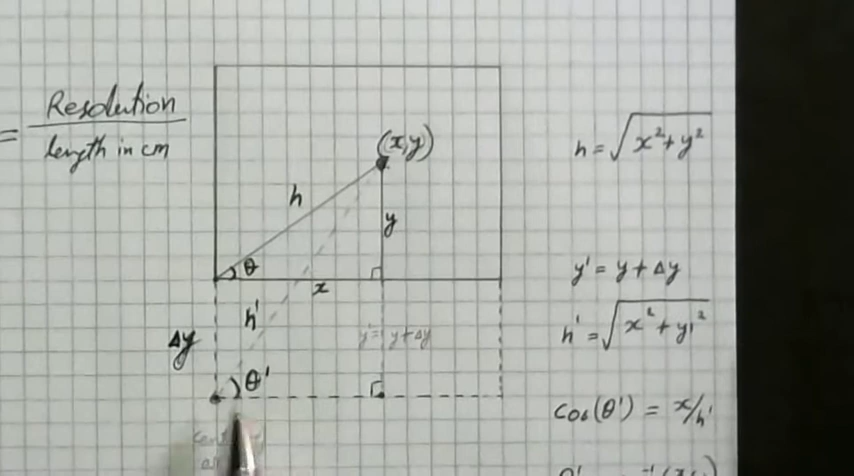 = Resolution
length in cm
(x,y)
h
y
θ
x
h'
Δy
y' = y + Δy
θ'
h = √x² + y²
y' = y + Δy
h' = √x² + y'²
cos(θ') = x/h'